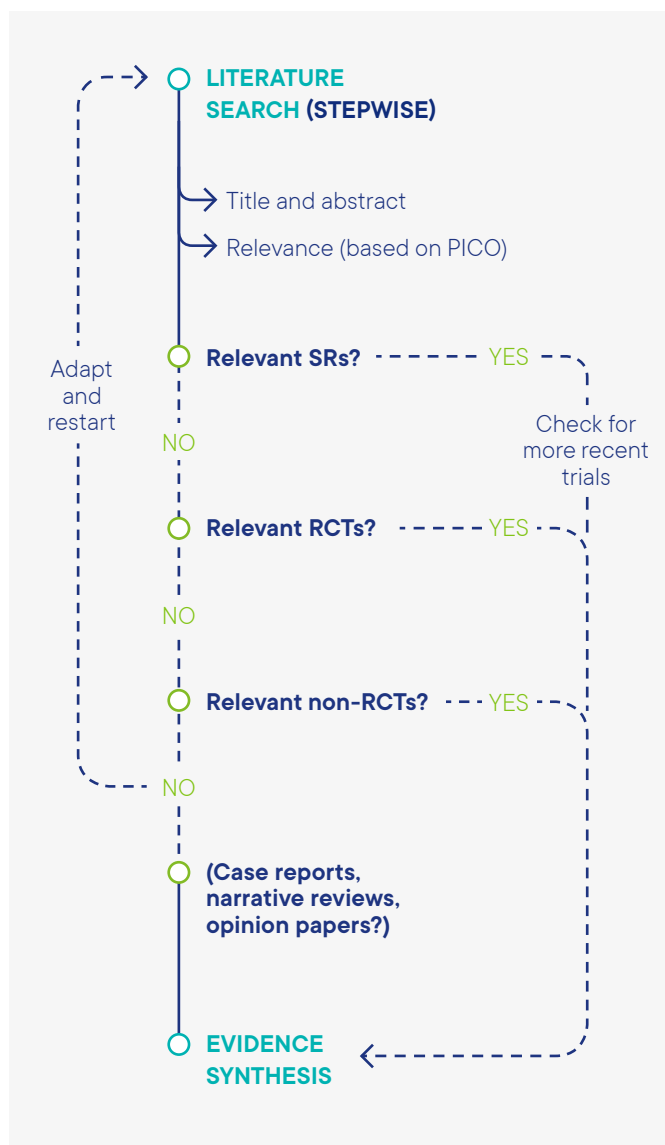 LITERATURE
SEARCH (STEPWISE)
Title and abstract
Relevance (based on PICO)
Relevant SRs?
YES
Adapt
and
restart
Check for
more recent
trials
NO
Relevant RCTs?
YES
NO
Relevant non-RCTs?
YES
NO
(Case reports,
narrative reviews,
opinion papers?)
EVIDENCE
SYNTHESIS